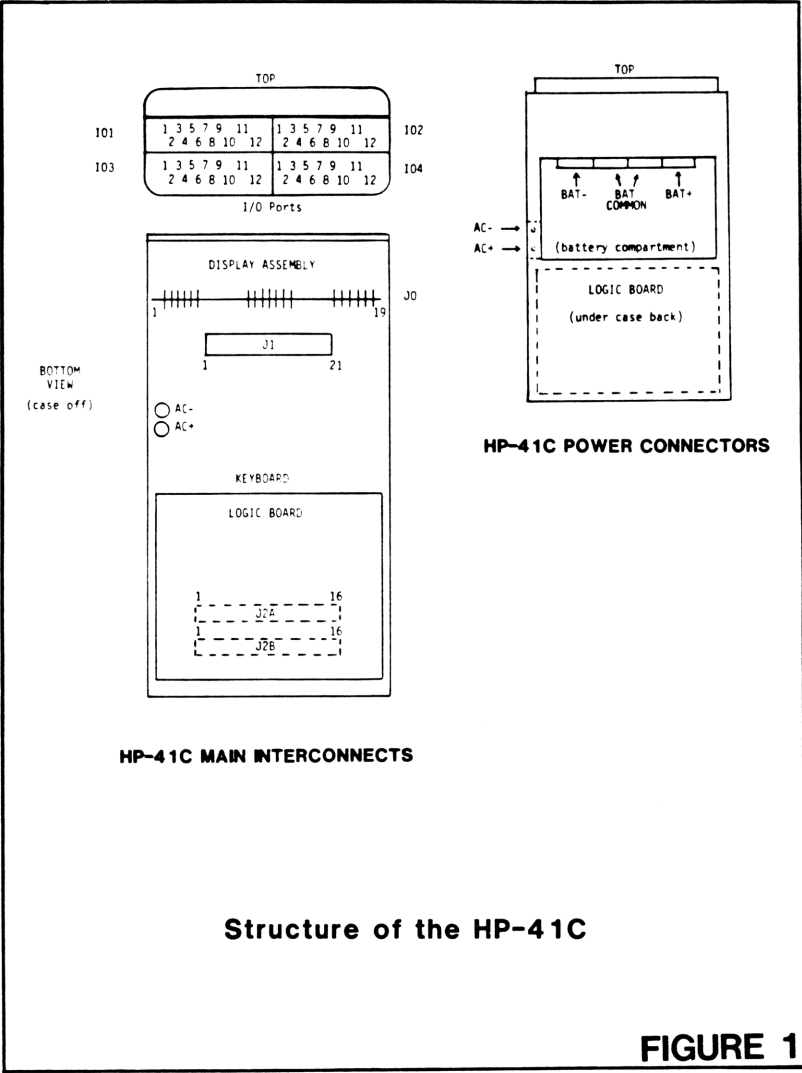 TOP
IO1 1 3 5 7 9 11 1 3 5 7 9 11 IO2
2 4 6 8 10 12 2 4 6 8 10 12
IO3 1 3 5 7 9 11 1 3 5 7 9 11 IO4
2 4 6 8 10 12 2 4 6 8 10 12
I/O Ports
DISPLAY ASSEMBLY
J0
1 19
J1
1 21
BOTTOM
VIEW
(case off)
AC-
AC+
KEYBOARD
LOGIC BOARD
1 16
J2A
1 16
J2B
HP-41C MAIN INTERCONNECTS
TOP
BAT- BAT COMMON BAT+
AC-
AC+ (battery compartment)
LOGIC BOARD
(under case back)
HP-41C POWER CONNECTORS
Structure of the HP-41C
FIGURE 1